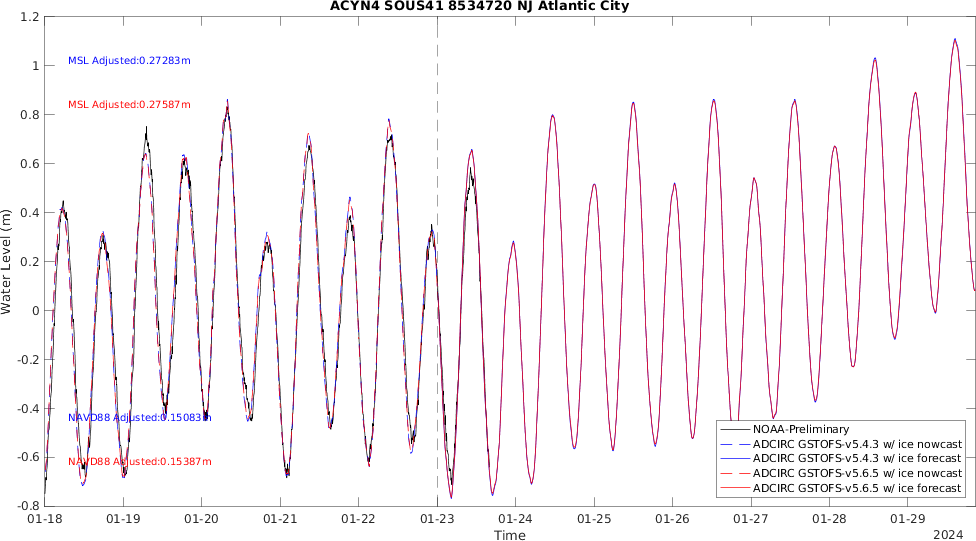 ACYN4 SOUS41 8534720 NJ Atlantic City
1.2
1
0.8
0.6
0.4
0.2
0
-0.2
-0.4
-0.6
-0.8
Water Level (m)
MSL Adjusted:0.27283m
MSL Adjusted:0.27587m
NAVD88 Adjusted:0.15083m
NAVD88 Adjusted:0.15387m
NOAA-Preliminary
ADCIRC GSTOFS-v5.4.3 w/ ice nowcast
ADCIRC GSTOFS-v5.4.3 w/ ice forecast
ADCIRC GSTOFS-v5.6.5 w/ ice nowcast
ADCIRC GSTOFS-v5.6.5 w/ ice forecast
01-18 01-19 01-20 01-21 01-22 01-23 01-24 01-25 01-26 01-27 01-28 01-29
Time
2024